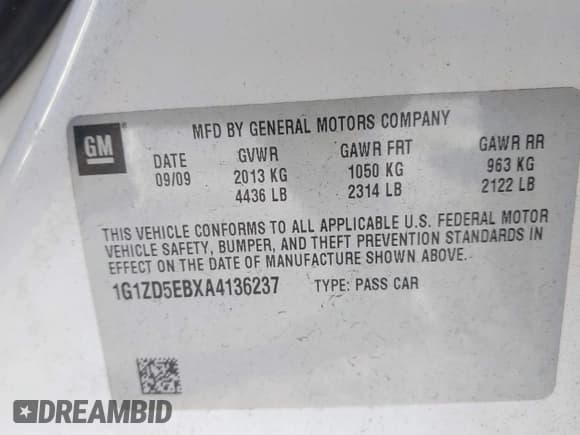 GM ®
MFD BY GENERAL MOTORS COMPANY
DATE GVWR GAWR FRT GAWR RR
09/09 2013 KG 1050 KG 963 KG
4436 LB 2314 LB 2122 LB
THIS VEHICLE CONFORMS TO ALL APPLICABLE U.S. FEDERAL MOTOR
VEHICLE SAFETY, BUMPER, AND THEFT PREVENTION STANDARDS IN
EFFECT ON THE DATE OF MANUFACTURE SHOWN ABOVE.
1G1ZD5EBXA4136237 TYPE: PASS CAR
DREAMBID